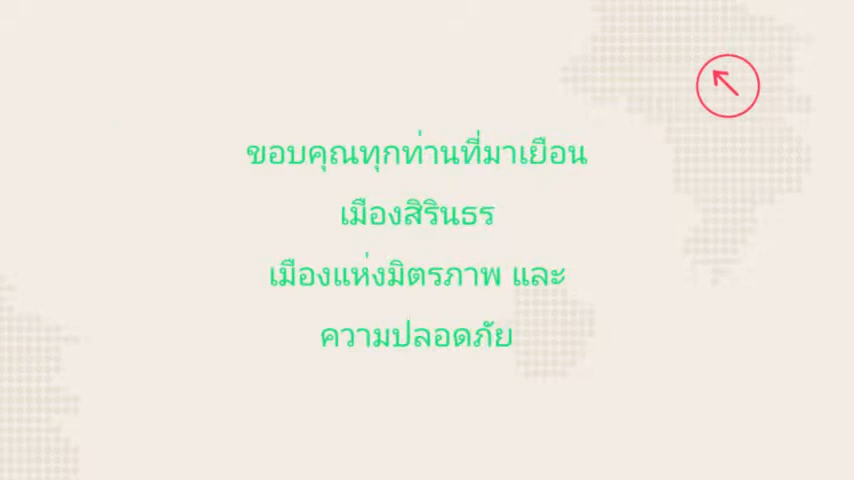 ขอบคุณทุกท่านที่มาเยือน
เมืองสิรินธร
เมืองแห่งมิตรภาพ และ
ความปลอดภัย